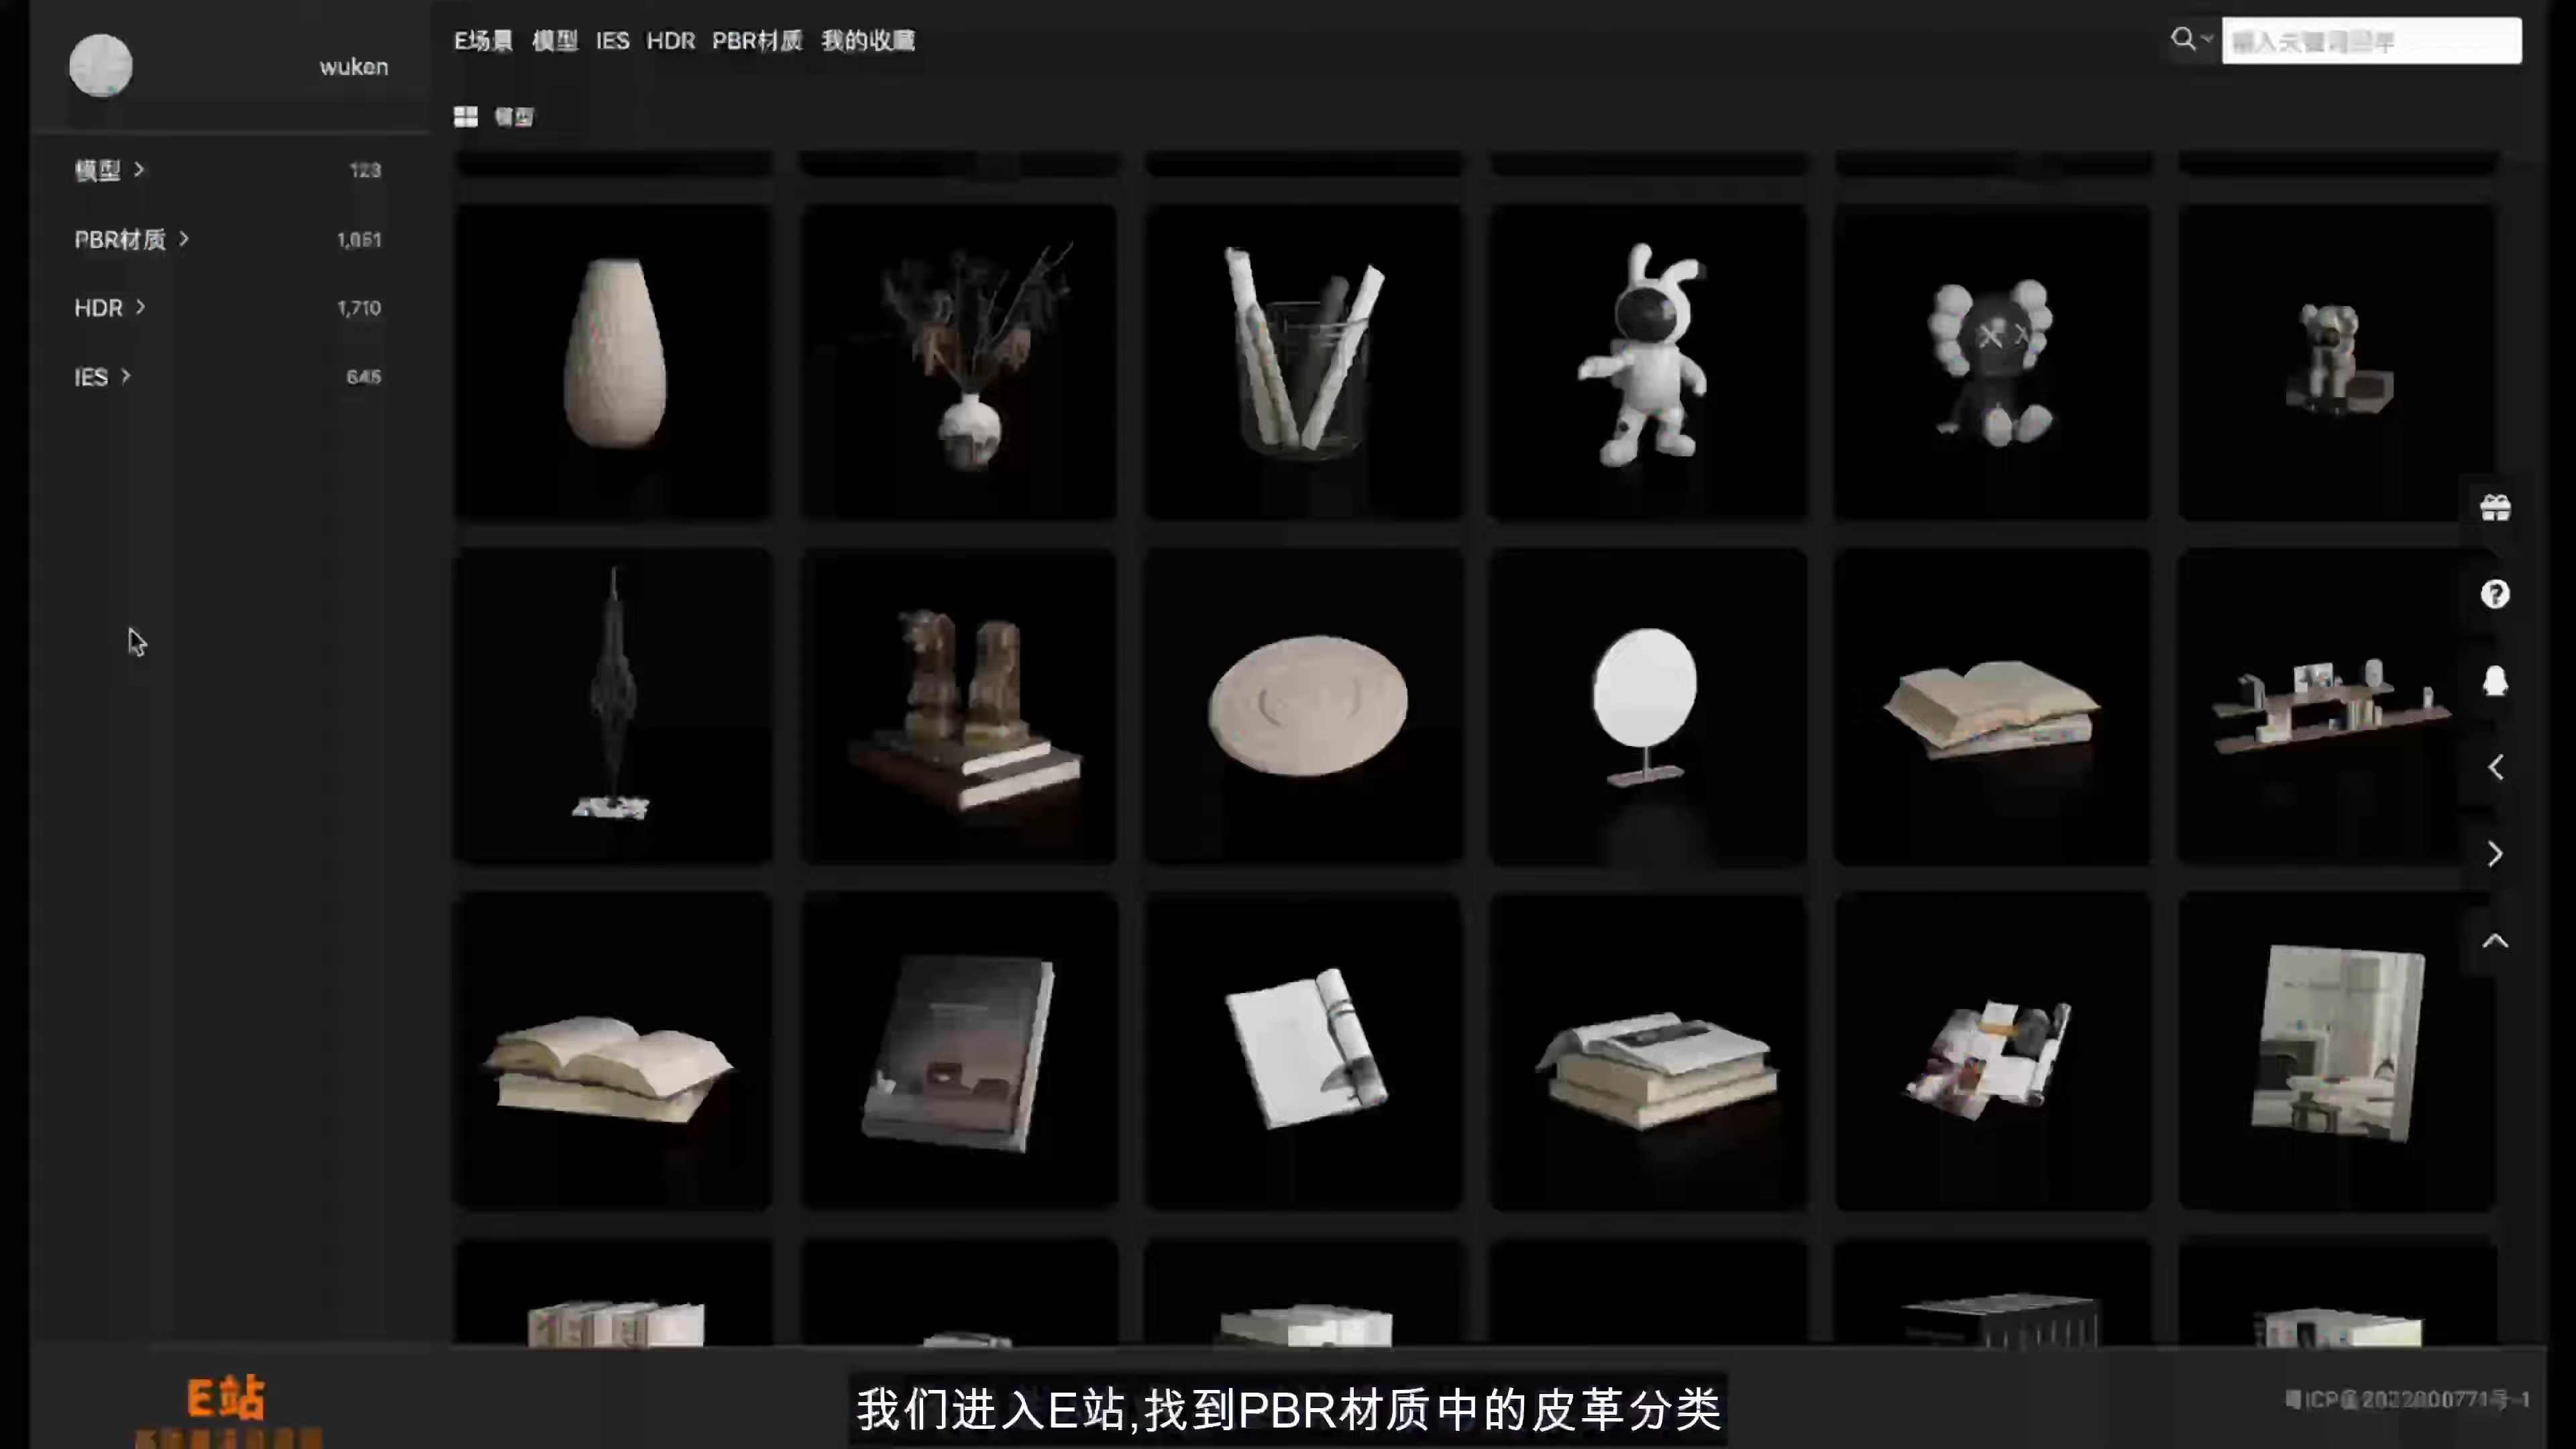 wuken
E场景 模型 IES HDR PBR材质 我的收藏
模型
模型 123
PBR材质 1,051
HDR 1,710
IES 645
E站
我们进入E站,找到PBR材质中的皮革分类